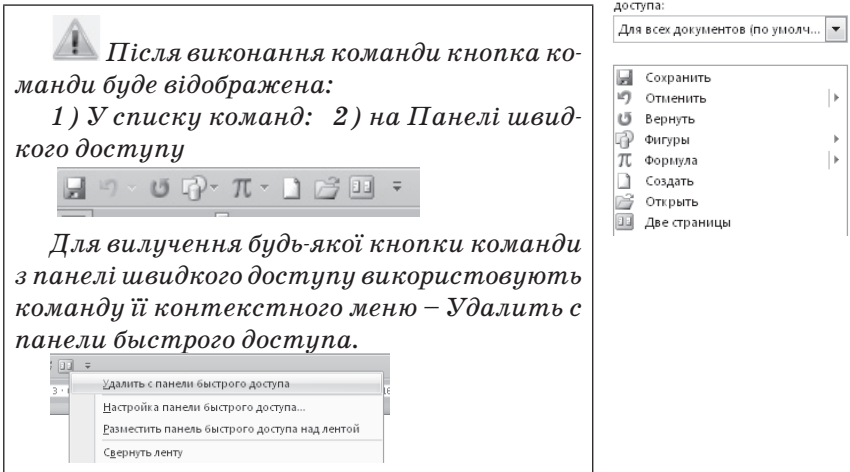 Після виконання команди кнопка ко-
манди буде відображена:
1) У списку команд: 2) на Панелі швид-
кого доступу
Для вилучення будь-якої кнопки команди
з панелі швидкого доступу використовують
команду її контекстного меню – Удалить с
панели быстрого доступа.
Удалить с панели быстрого доступа
Настройка панели быстрого доступа...
Разместить панель быстрого доступа над лентой
Свернуть ленту
доступа:
Для всех документов (по умолч...
Сохранить
Отменить
Вернуть
Фигуры
π Формула
Создать
Открыть
Две страницы